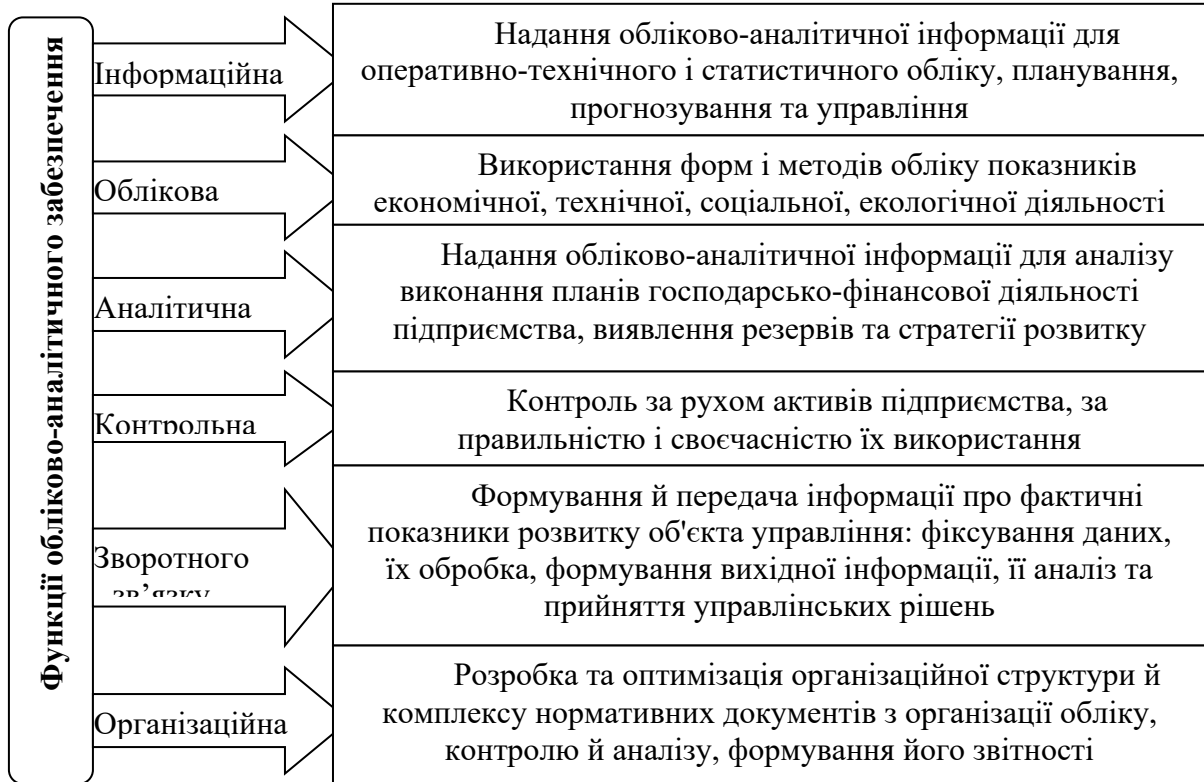 Функції обліково-аналітичного забезпечення
Інформаційна
Надання обліково-аналітичної інформації для
оперативно-технічного і статистичного обліку, планування,
прогнозування та управління
Облікова
Використання форм і методів обліку показників
економічної, технічної, соціальної, екологічної діяльності
Аналітична
Надання обліково-аналітичної інформації для аналізу
виконання планів господарсько-фінансової діяльності
підприємства, виявлення резервів та стратегії розвитку
Контрольна
Контроль за рухом активів підприємства, за
правильністю і своєчасністю їх використання
Зворотного
зв’язку
Формування й передача інформації про фактичні
показники розвитку об'єкта управління: фіксування даних,
їх обробка, формування вихідної інформації, її аналіз та
прийняття управлінських рішень
Організаційна
Розробка та оптимізація організаційної структури й
комплексу нормативних документів з організації обліку,
контролю й аналізу, формування його звітності